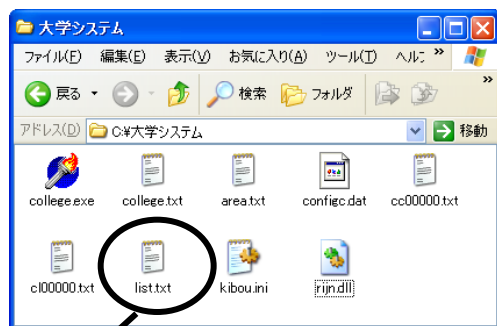 大学システム
ファイル(F) 編集(E) 表示(V) お気に入り(A) ツール(T) ヘルプ »
戻る 検索 フォルダ »
アドレス(D) C:¥大学システム 移動
college.exe college.txt area.txt configc.dat cc00000.txt
cl00000.txt list.txt kibou.ini rijn.dll